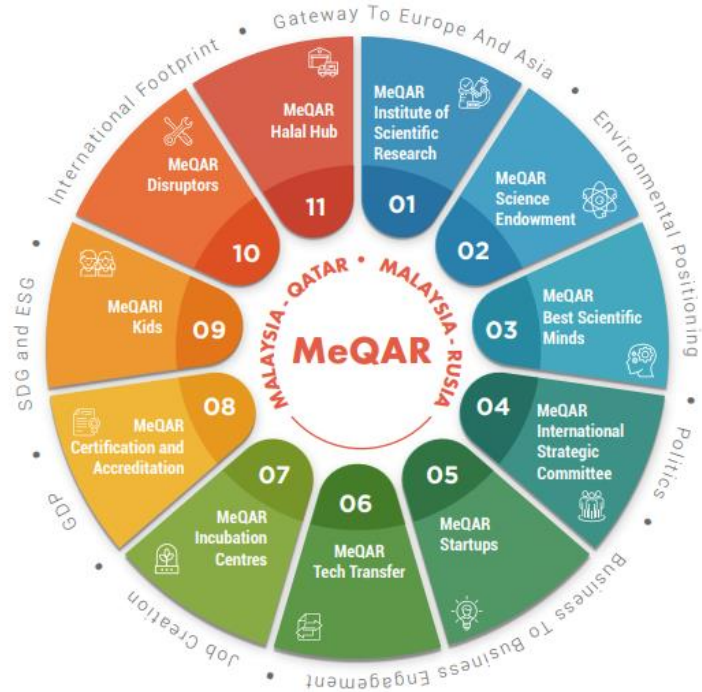 Gateway To Europe And Asia
Environmental Positioning
Politics
Business To Business Engagement
Job Creation
GDP
SDG and ESG
International Footprint
MeQAR
Institute of
Scientific
Research
01
MeQAR
Science
Endowment
02
MeQAR
Best Scientific
Minds
03
MeQAR
International
Strategic
Committee
04
MeQAR
Startups
05
MeQAR
Tech Transfer
06
MeQAR
Incubation
Centres
07
MeQAR
Certification and
Accreditation
08
MeQARI
Kids
09
MeQAR
Disruptors
10
MeQAR
Halal Hub
11
MALAYSIA - QATAR • MALAYSIA - RUSIA
MeQAR